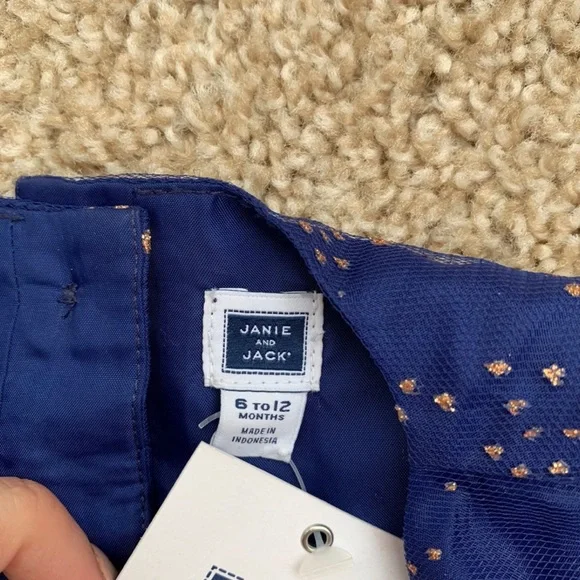 JANIE
AND
JACK®
6 TO 12
MONTHS
MADE IN
INDONESIA